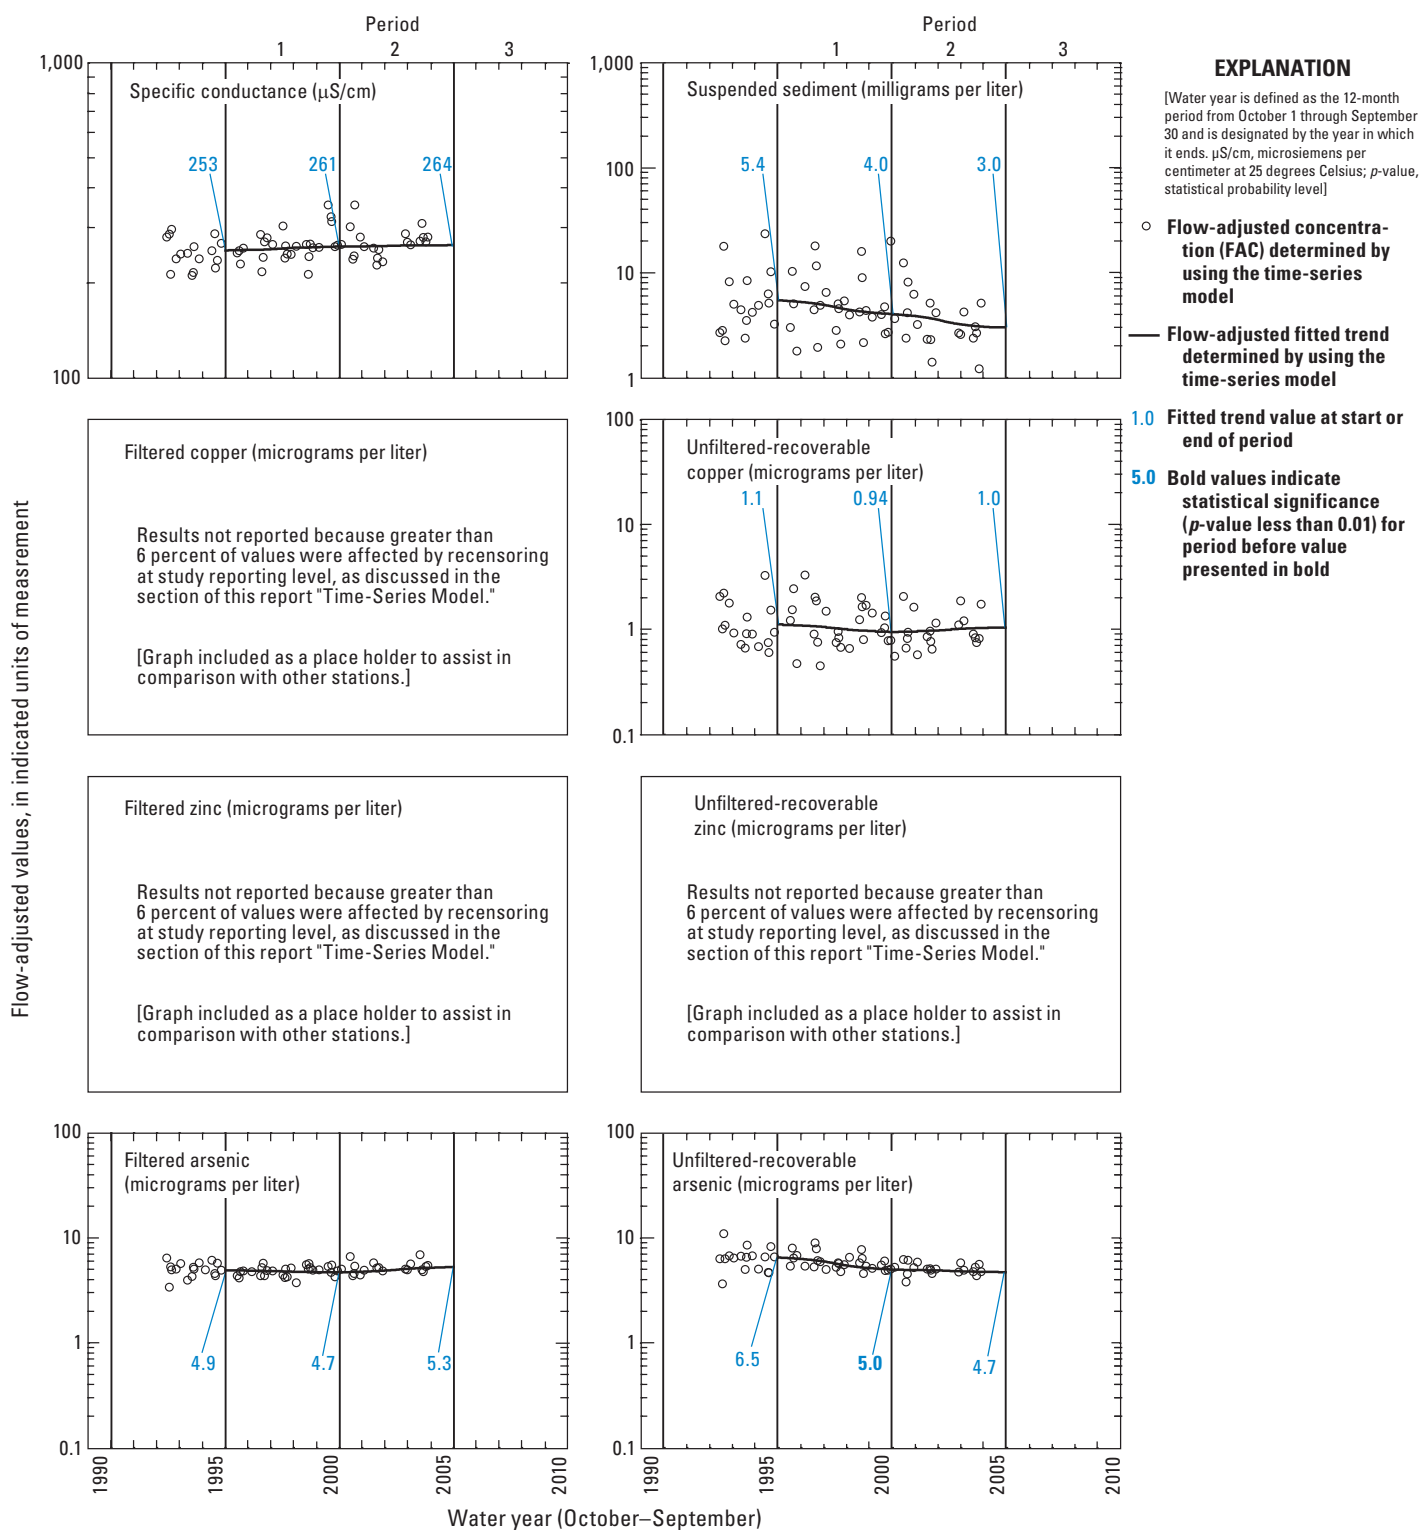 Period
1 2 3
Period
1 2 3
1,000
Specific conductance (µS/cm)
253 261 264
100
1,000
Suspended sediment (milligrams per liter)
100
5.4 4.0 3.0
10
1
EXPLANATION
[Water year is defined as the 12-month
period from October 1 through September
30 and is designated by the year in which
it ends. µS/cm, microsiemens per
centimeter at 25 degrees Celsius; p-value,
statistical probability level]
Flow-adjusted concentra-
tion (FAC) determined by
using the time-series
model
Flow-adjusted fitted trend
determined by using the
time-series model
1.0 Fitted trend value at start or
end of period
5.0 Bold values indicate
statistical significance
(p-value less than 0.01) for
period before value
presented in bold
Flow-adjusted values, in indicated units of measrement
Filtered copper (micrograms per liter)
Results not reported because greater than
6 percent of values were affected by recensoring
at study reporting level, as discussed in the
section of this report "Time-Series Model."
[Graph included as a place holder to assist in
comparison with other stations.]
100
Unfiltered-recoverable
copper (micrograms per liter)
1.1 0.94 1.0
10
1
0.1
Filtered zinc (micrograms per liter)
Results not reported because greater than
6 percent of values were affected by recensoring
at study reporting level, as discussed in the
section of this report "Time-Series Model."
[Graph included as a place holder to assist in
comparison with other stations.]
Unfiltered-recoverable
zinc (micrograms per liter)
Results not reported because greater than
6 percent of values were affected by recensoring
at study reporting level, as discussed in the
section of this report "Time-Series Model."
[Graph included as a place holder to assist in
comparison with other stations.]
100
Filtered arsenic
(micrograms per liter)
10
1
4.9 4.7 5.3
0.1
1990 1995 2000 2005 2010
100
Unfiltered-recoverable
arsenic (micrograms per liter)
10
1
6.5 5.0 4.7
0.1
1990 1995 2000 2005 2010
Water year (October–September)